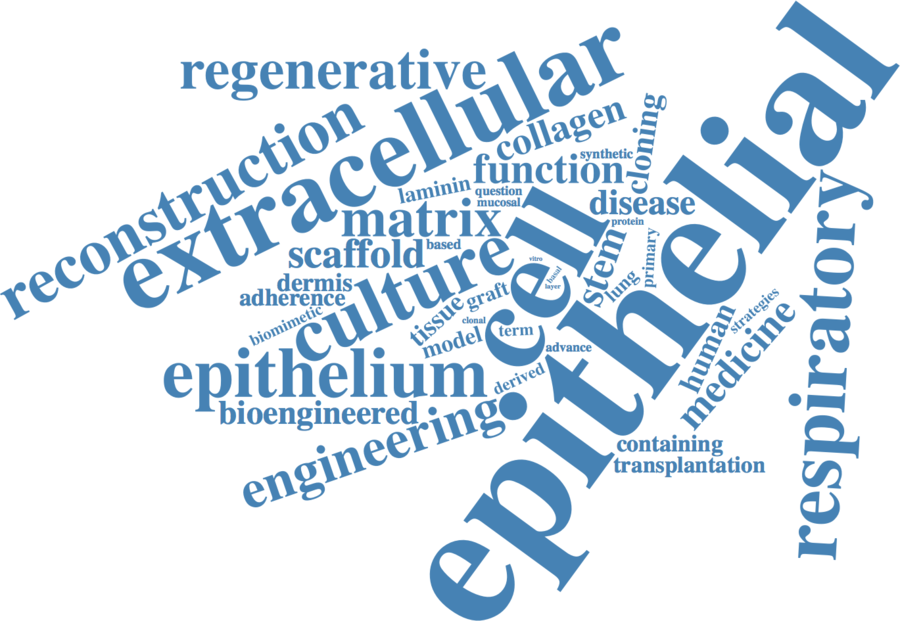 epithelial
regenerative
extracellular
reconstruction
collagen
cloning
synthetic
function
laminin
question
mucosal
disease
matrix
protein
respiratory
scaffold
based
culture
cell
stem
primary
vitro
basal
layer
lung
dermis
adherence
graft
tissue
biomimetic
clonal
term
model
advance
human
strategies
medicine
epithelium
derived
bioengineered
engineering
containing
transplantation